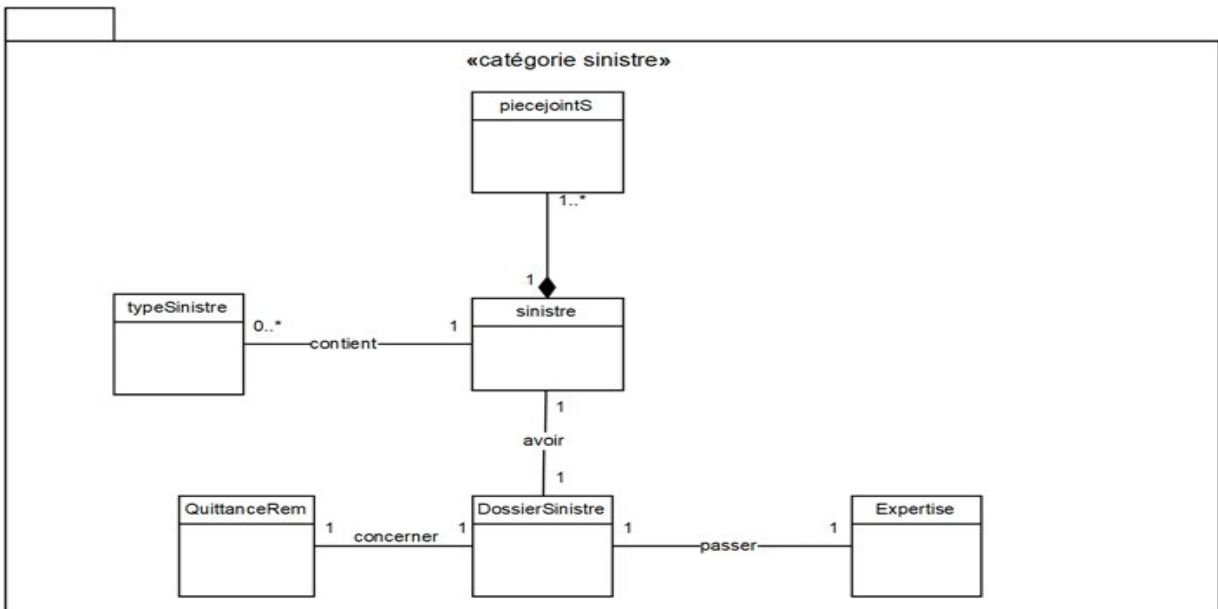 «catégorie sinistre»
piecejointS
1..*
1
typeSinistre
sinistre
0..*
1
contient
1
avoir
1
QuittanceRem
DossierSinistre
Expertise
1
concerner
1
1
passer
1